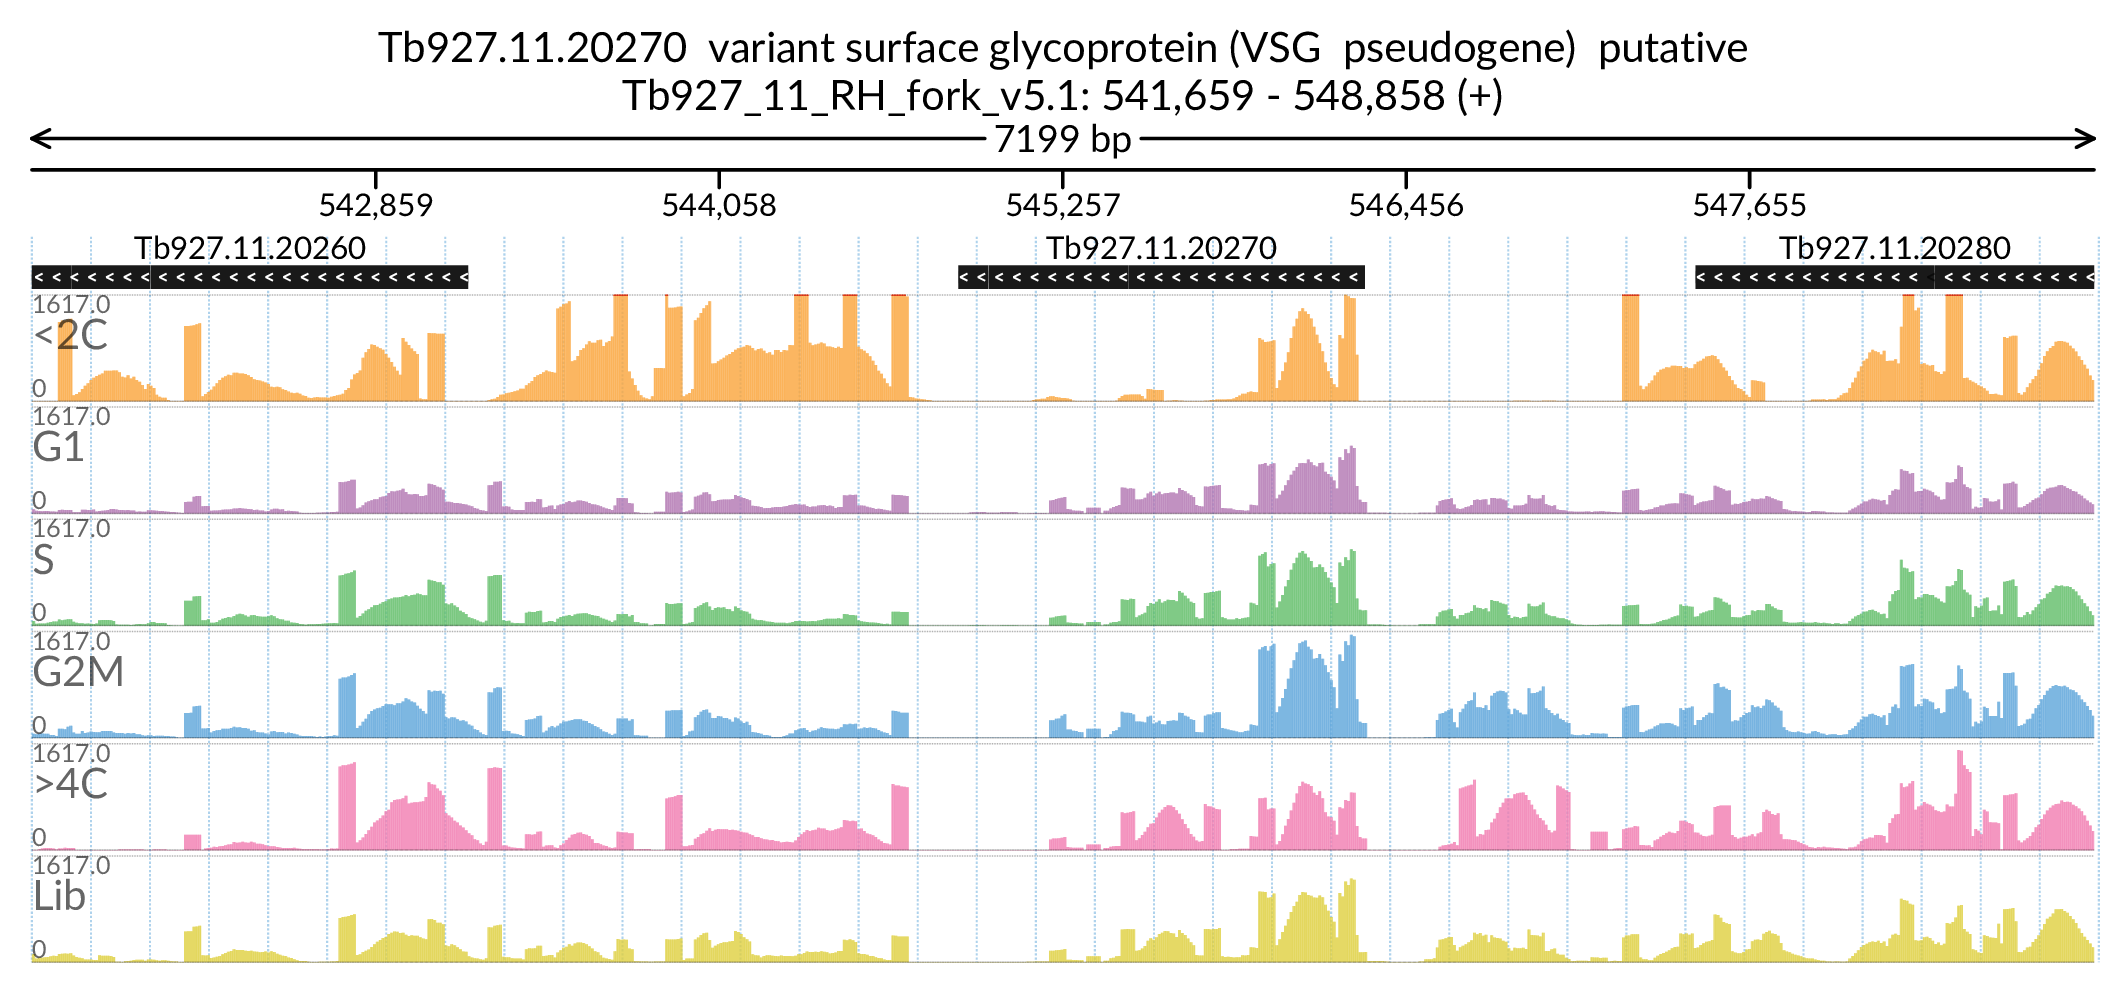 Tb927.11.20270 variant surface glycoprotein (VSG pseudogene) putative
Tb927_11_RH_fork_v5.1: 541,659 - 548,858 (+)
7199 bp
542,859 544,058 545,257 546,456 547,655
Tb927.11.20260 Tb927.11.20270 Tb927.11.20280
1617.0
<2C
0
1617.0
G1
0
1617.0
S
0
1617.0
G2M
0
1617.0
>4C
0
1617.0
Lib
0